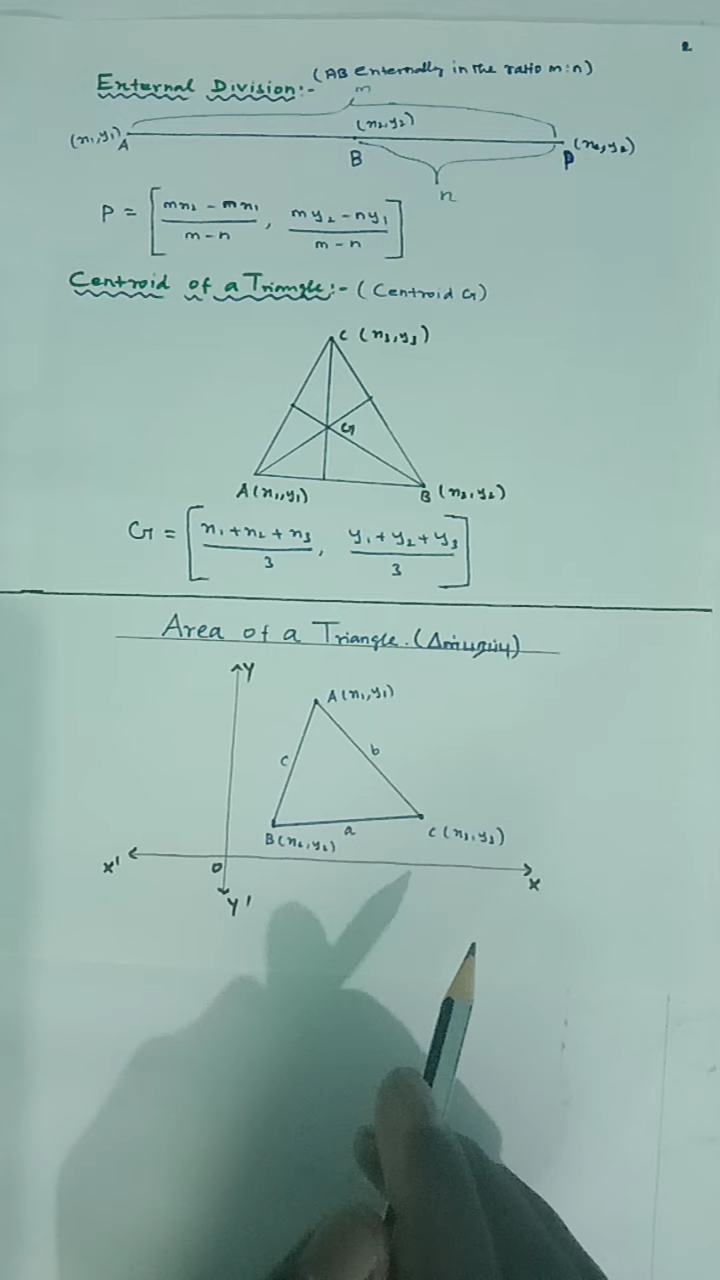 2
External Division:- (AB Externally in the ratio m:n)
m
(x₁,y₁) A (x₂,y₂) B P (x₂,y₂)
n
P = [ (mx₂ - mx₁)/(m-n) , (my₂ - ny₁)/(m-n) ]
Centroid of a Triangle:- (Centroid G)
C (x₃,y₃)
G
A(x₁,y₁) B (x₂,y₂)
G = [ (x₁+x₂+x₃)/3 , (y₁+y₂+y₃)/3 ]
Area of a Triangle.
Y
A(x₁,y₁)
c b
a
B(x₂,y₂) C(x₃,y₃)
X' O X
Y'